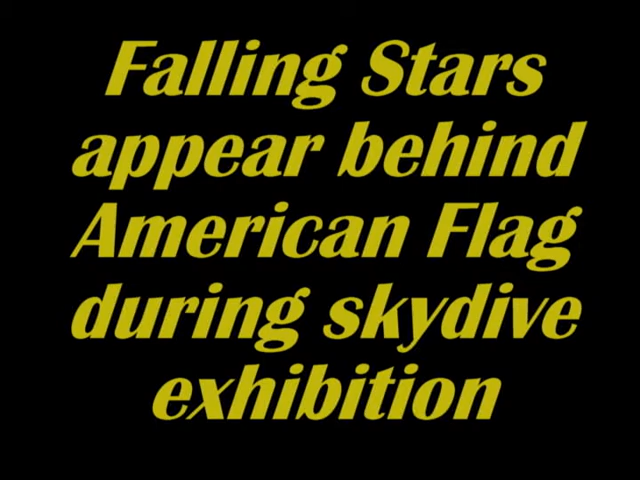 Falling Stars
appear behind
American Flag
during skydive
exhibition